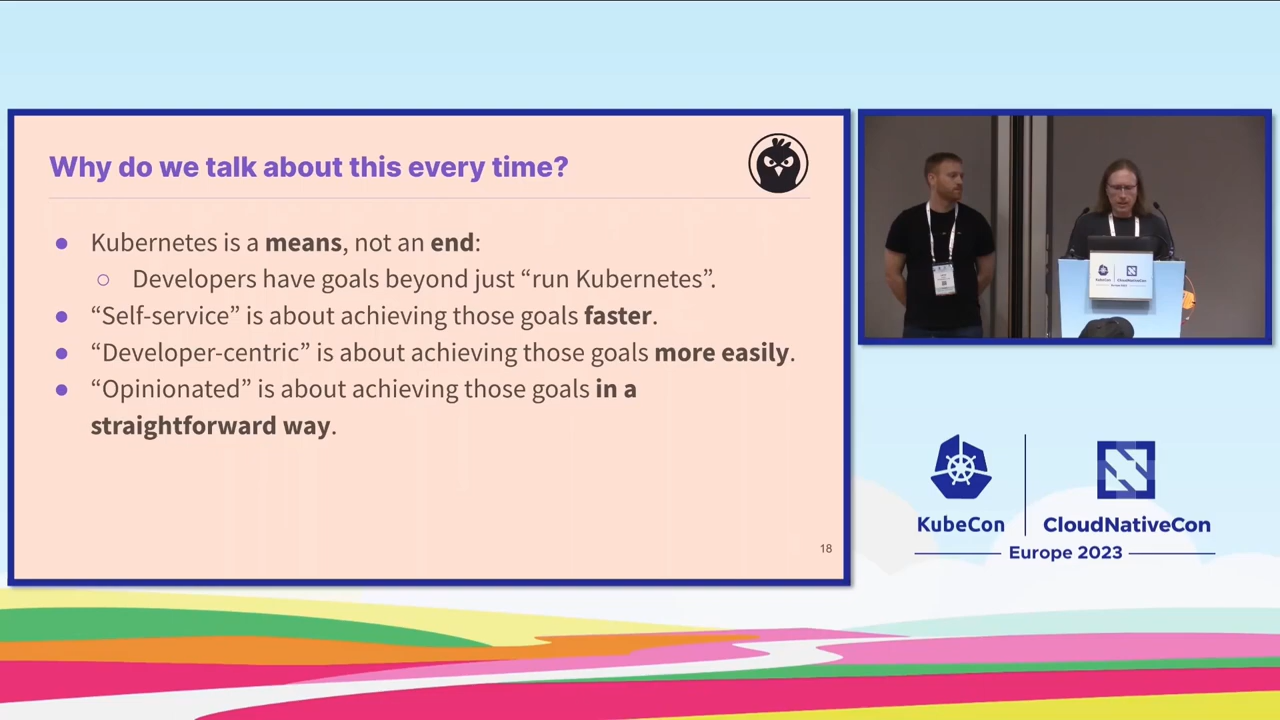 Why do we talk about this every time?
● Kubernetes is a means, not an end:
○ Developers have goals beyond just “run Kubernetes”.
● “Self-service” is about achieving those goals faster.
● “Developer-centric” is about achieving those goals more easily.
● “Opinionated” is about achieving those goals in a
straightforward way.
18
KubeCon
CloudNativeCon
Europe 2023